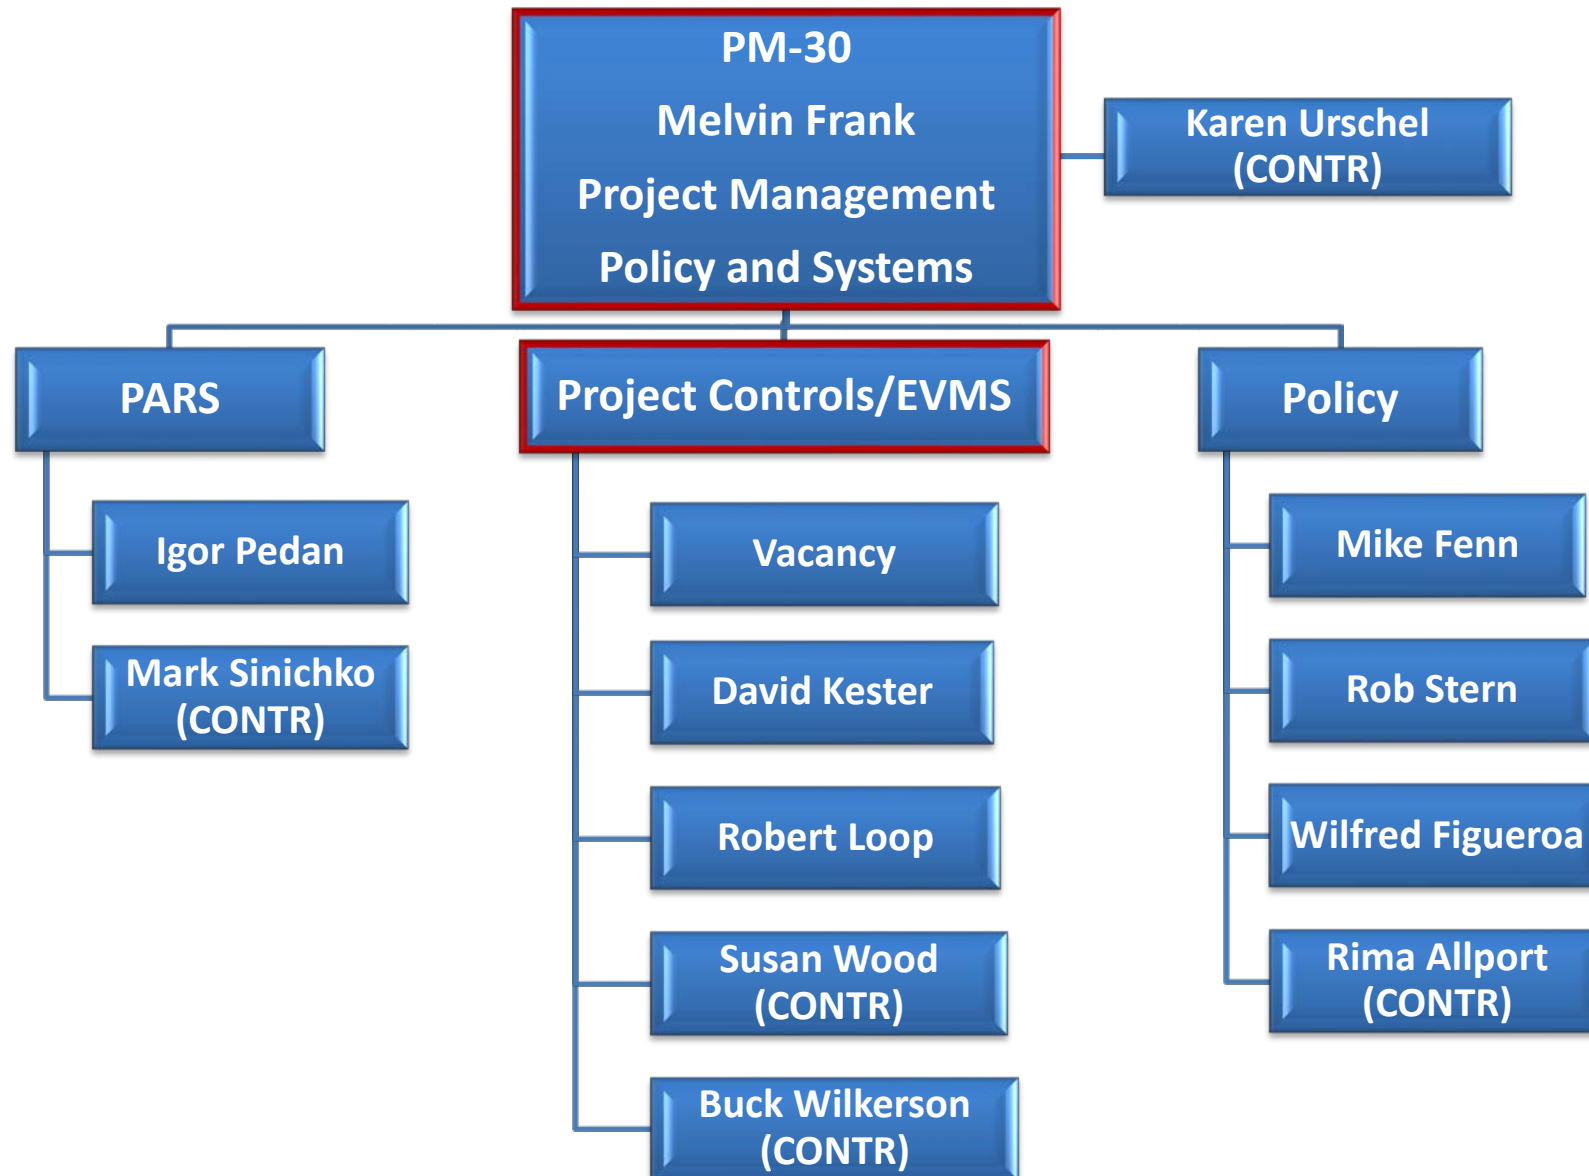 PM-30
Melvin Frank
Project Management
Policy and Systems
Karen Urschel
(CONTR)
PARS
Igor Pedan
Mark Sinichko
(CONTR)
Project Controls/EVMS
Vacancy
David Kester
Robert Loop
Susan Wood
(CONTR)
Buck Wilkerson
(CONTR)
Policy
Mike Fenn
Rob Stern
Wilfred Figueroa
Rima Allport
(CONTR)